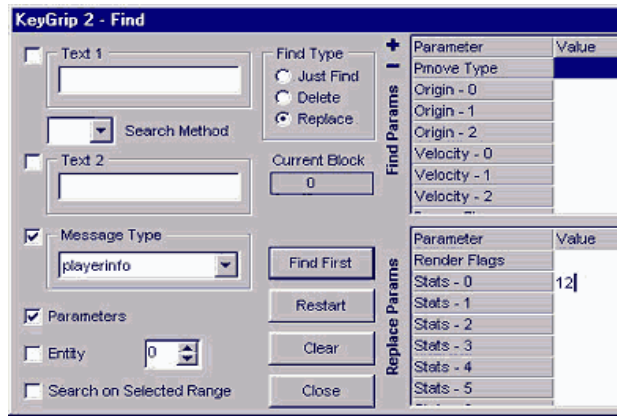 KeyGrip 2 - Find
Text 1
Search Method
Text 2
Message Type
playerinfo
Parameters
Entity
0
Search on Selected Range
Find Type
Just Find
Delete
Replace
Current Block
0
Find First
Restart
Clear
Close
+
-
Find Params
Parameter Value
Pmove Type
Origin - 0
Origin - 1
Origin - 2
Velocity - 0
Velocity - 1
Velocity - 2
Replace Params
Parameter Value
Render Flags
Stats - 0 12
Stats - 1
Stats - 2
Stats - 3
Stats - 4
Stats - 5